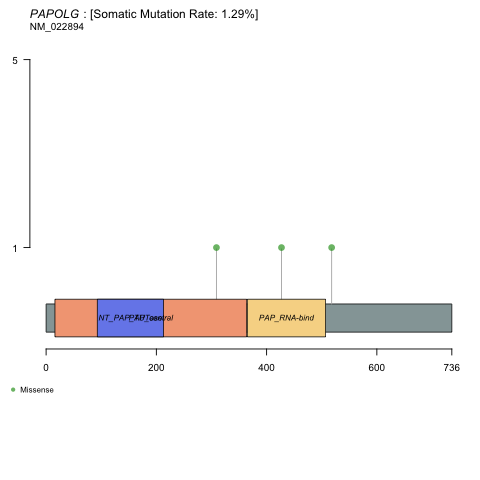 PAPOLG : [Somatic Mutation Rate: 1.29%]
NM_022894
5
1
PAP_RNA-bind
0 200 400 600 736
Missense